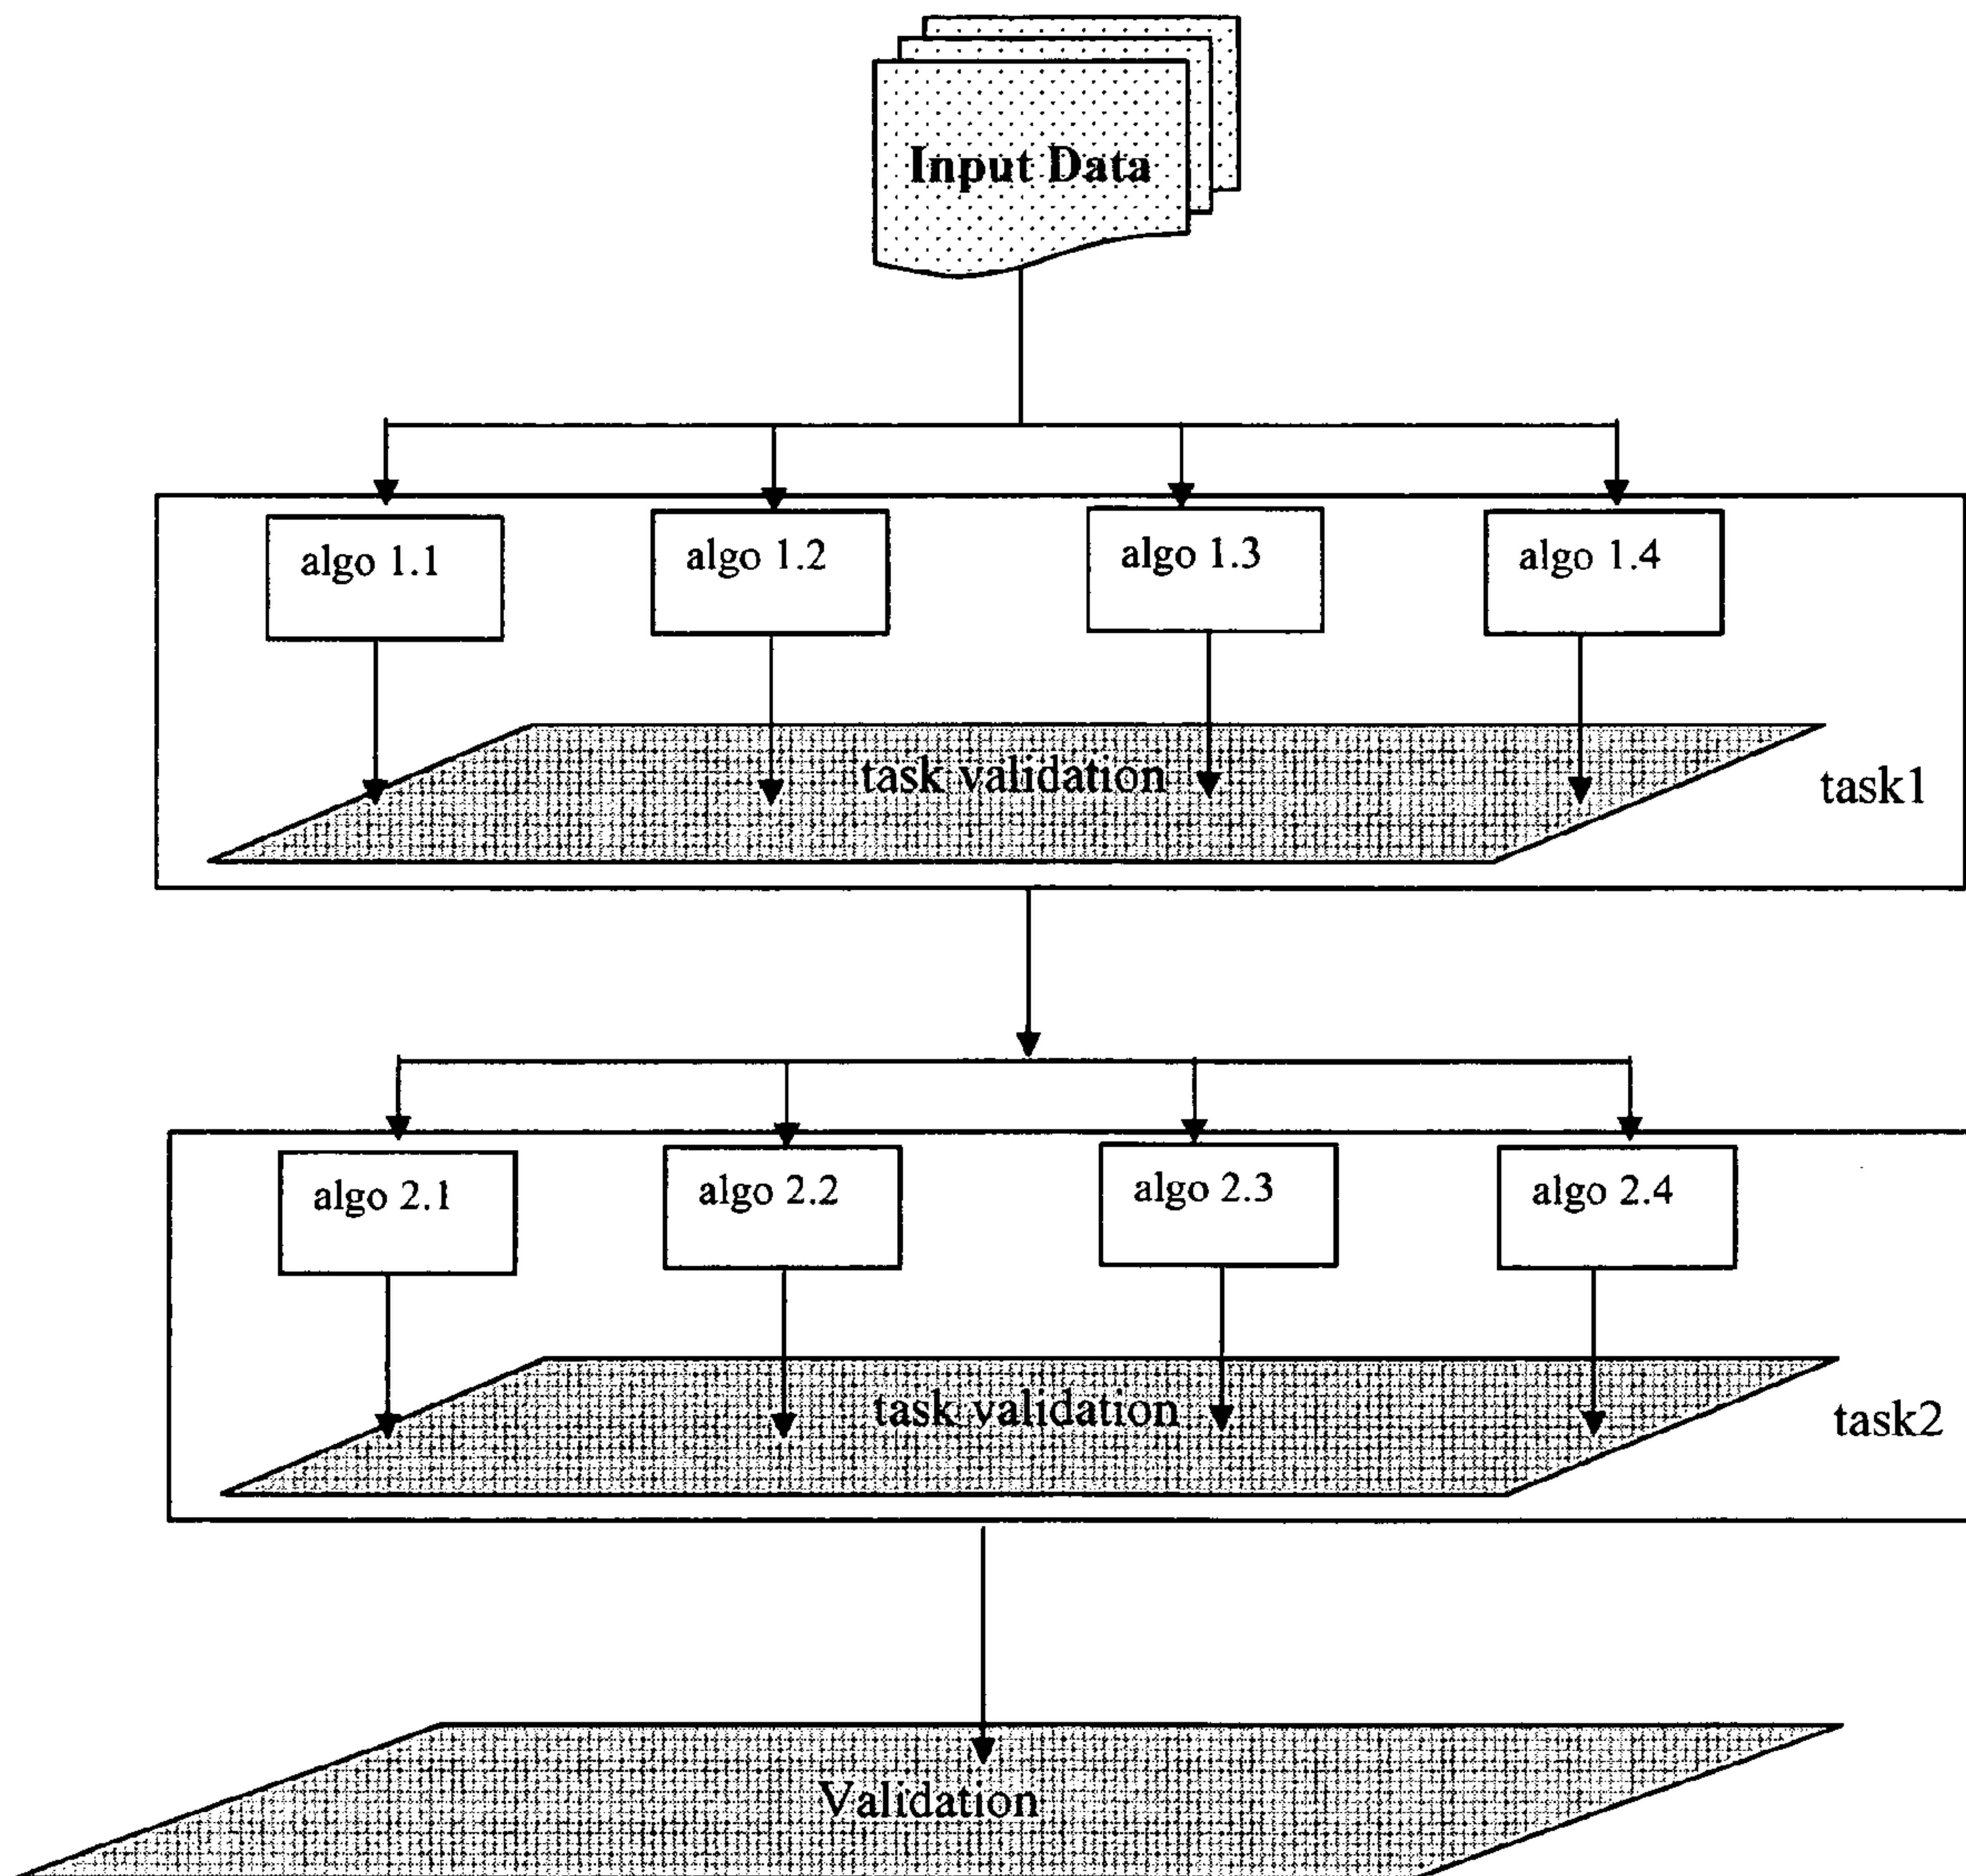 Input Data
algo 1.1
algo 1.2
algo 1.3
algo 1.4
task validation
task1
algo 2.1
algo 2.2
algo 2.3
algo 2.4
task validation
task2
Validation